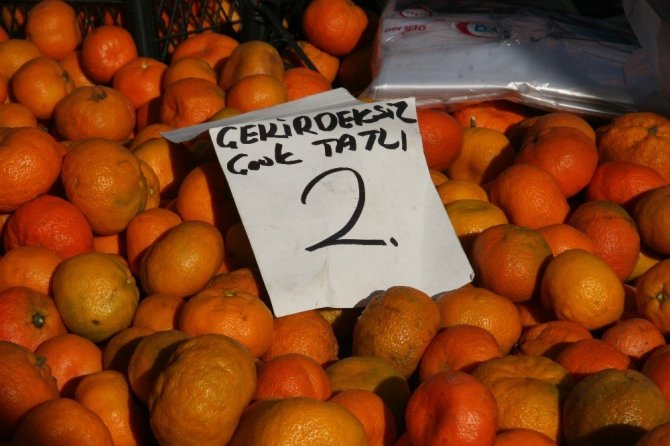 ÇEKİRDEKSİZ
Çok TATLI
2.